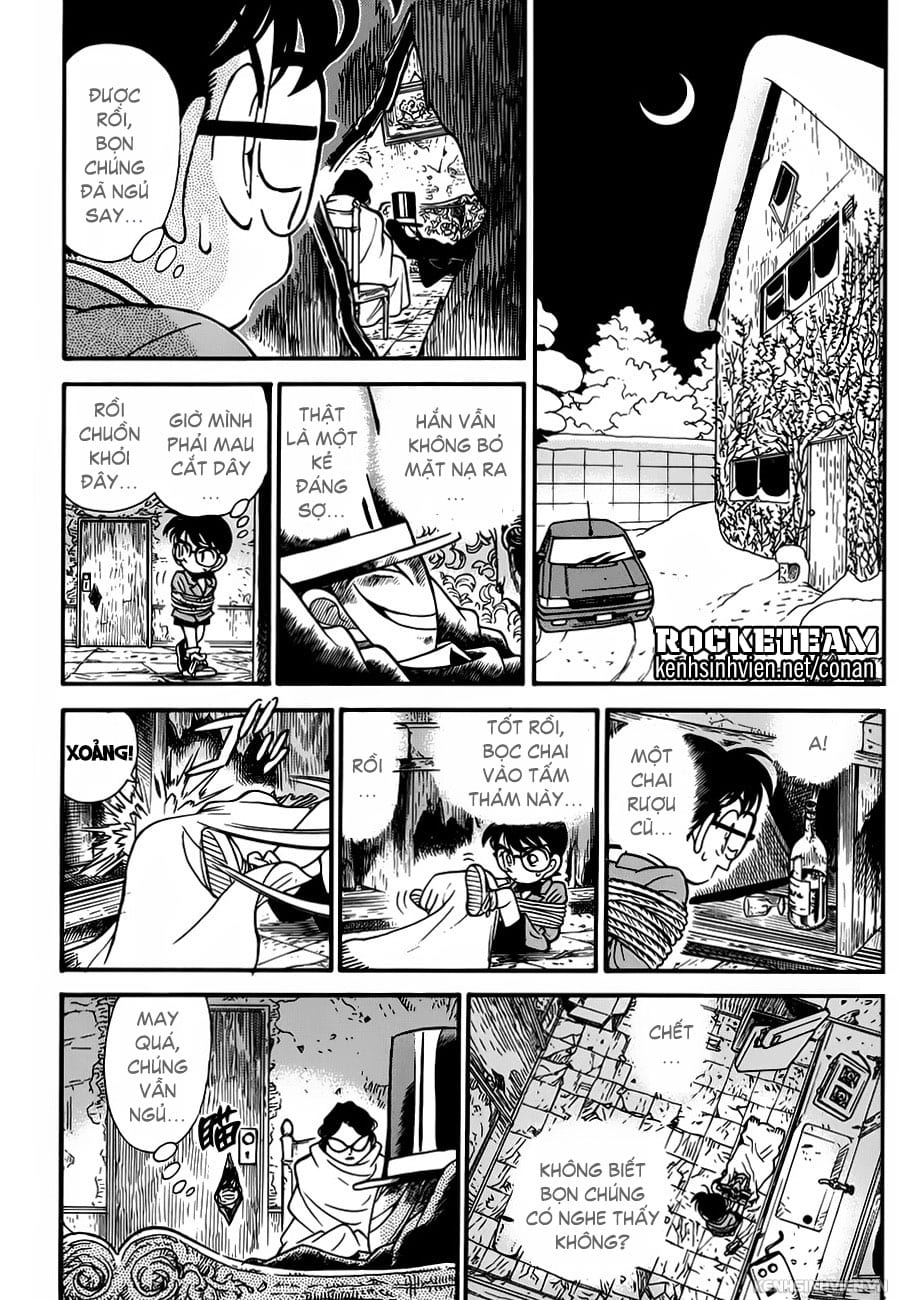 ĐƯỢC
RỒI,
BỌN
CHÚNG
ĐÃ NGỦ
SAY...
ROCKETEAM
kenhsinhvien.net/conan
HẮN VẪN
KHÔNG BỎ
MẶT NẠ RA
...
THẬT
LÀ MỘT
KẺ
ĐÁNG
SỢ...
GIỜ MÌNH
PHẢI MAU
CẮT DÂY
...
RỒI
CHUỒN
KHỎI
ĐÂY...
A!
MỘT
CHAI
RƯỢU
CŨ...
TỐT RỒI,
BỌC CHAI
VÀO TẤM
THẢM NÀY...
RỒI ...
XOẢNG!
CHẾT
...
KHÔNG BIẾT
BỌN CHÚNG
CÓ NGHE THẤY
KHÔNG?
MAY
QUÁ,
CHÚNG
VẪN
NGỦ...
KENHSINHVIEN.VN